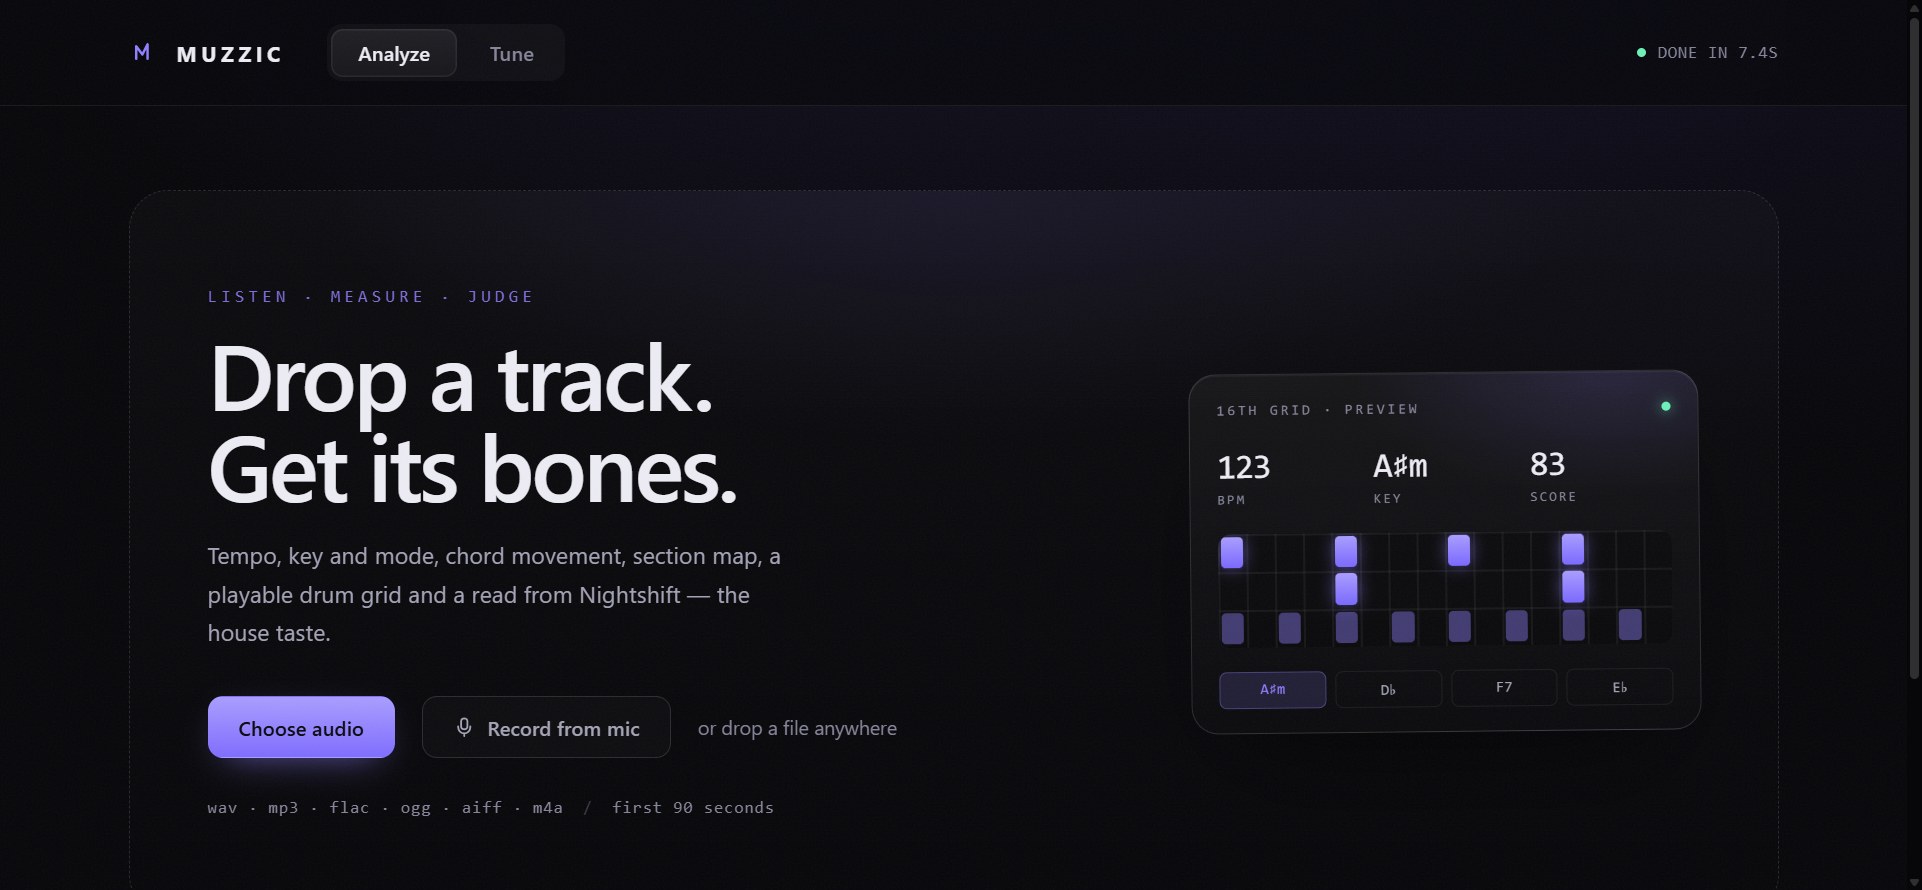 MUZZIC
Analyze
Tune
DONE IN 7.4S
LISTEN · MEASURE · JUDGE
Drop a track.
Get its bones.
Tempo, key and mode, chord movement, section map, a
playable drum grid and a read from Nightshift — the
house taste.
Choose audio
Record from mic
or drop a file anywhere
wav · mp3 · flac · ogg · aiff · m4a / first 90 seconds
16TH GRID · PREVIEW
123
BPM
A♯m
KEY
83
SCORE
A♯m
D♭
F7
E♭